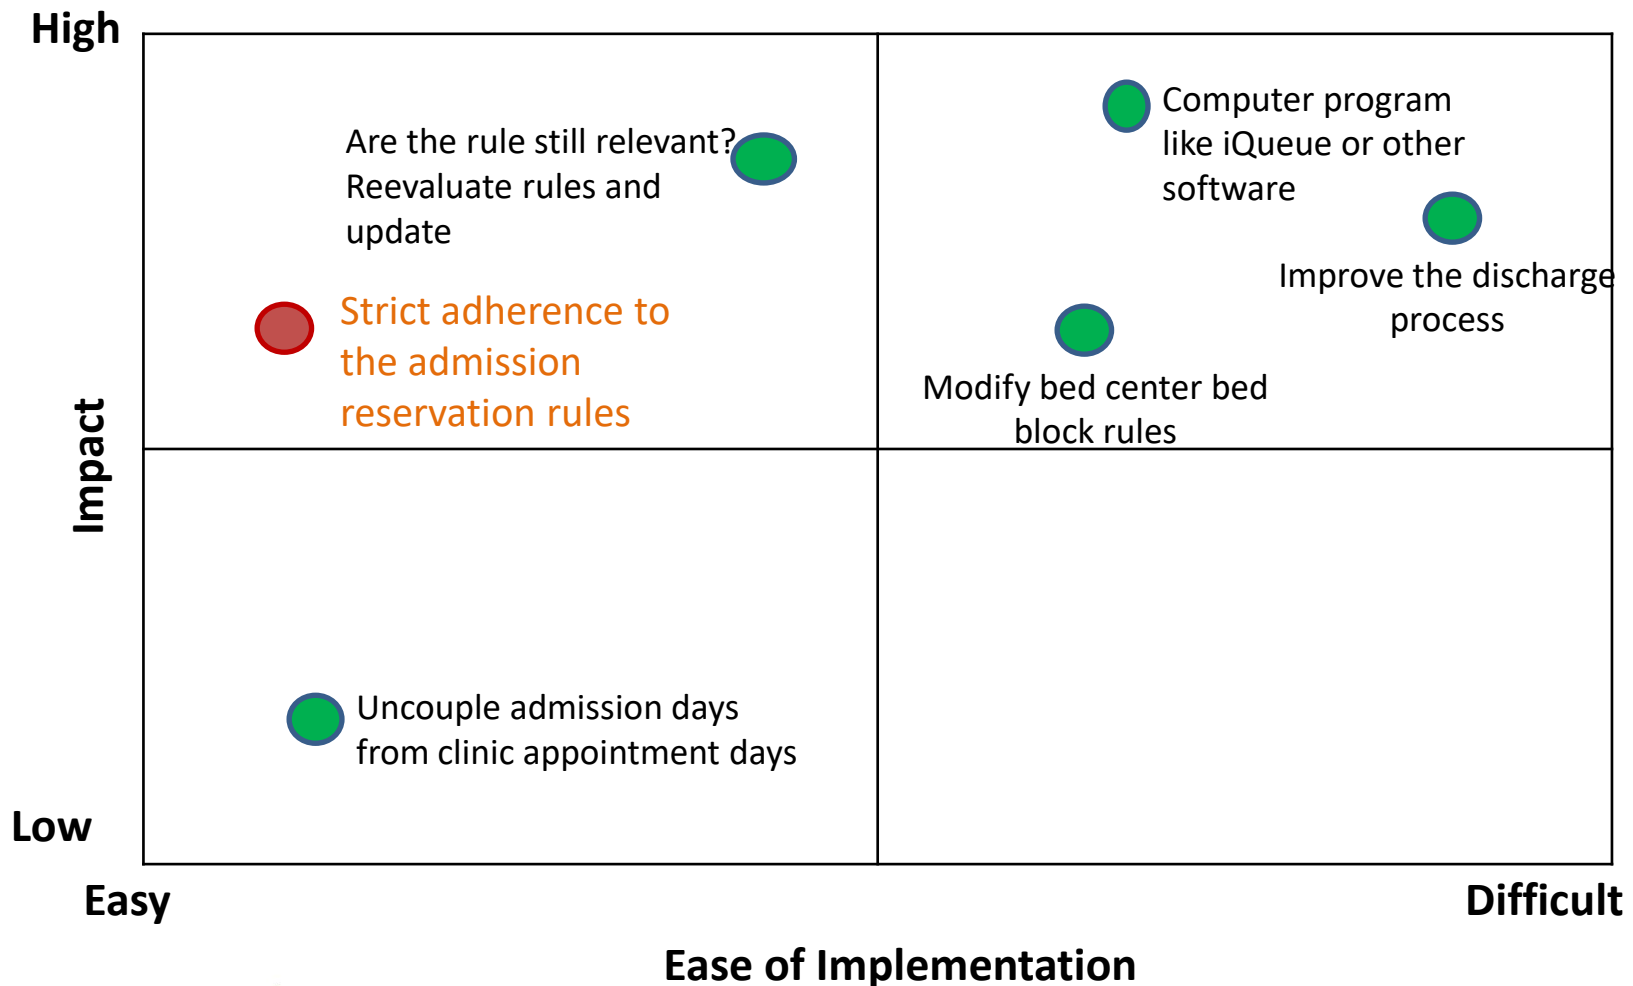 High
Computer program
like iQueue or other
software
Are the rule still relevant?
Reevaluate rules and
update
Improve the discharge
process
Strict adherence to
the admission
reservation rules
Modify bed center bed
block rules
Impact
Uncouple admission days
from clinic appointment days
Low
Easy
Difficult
Ease of Implementation